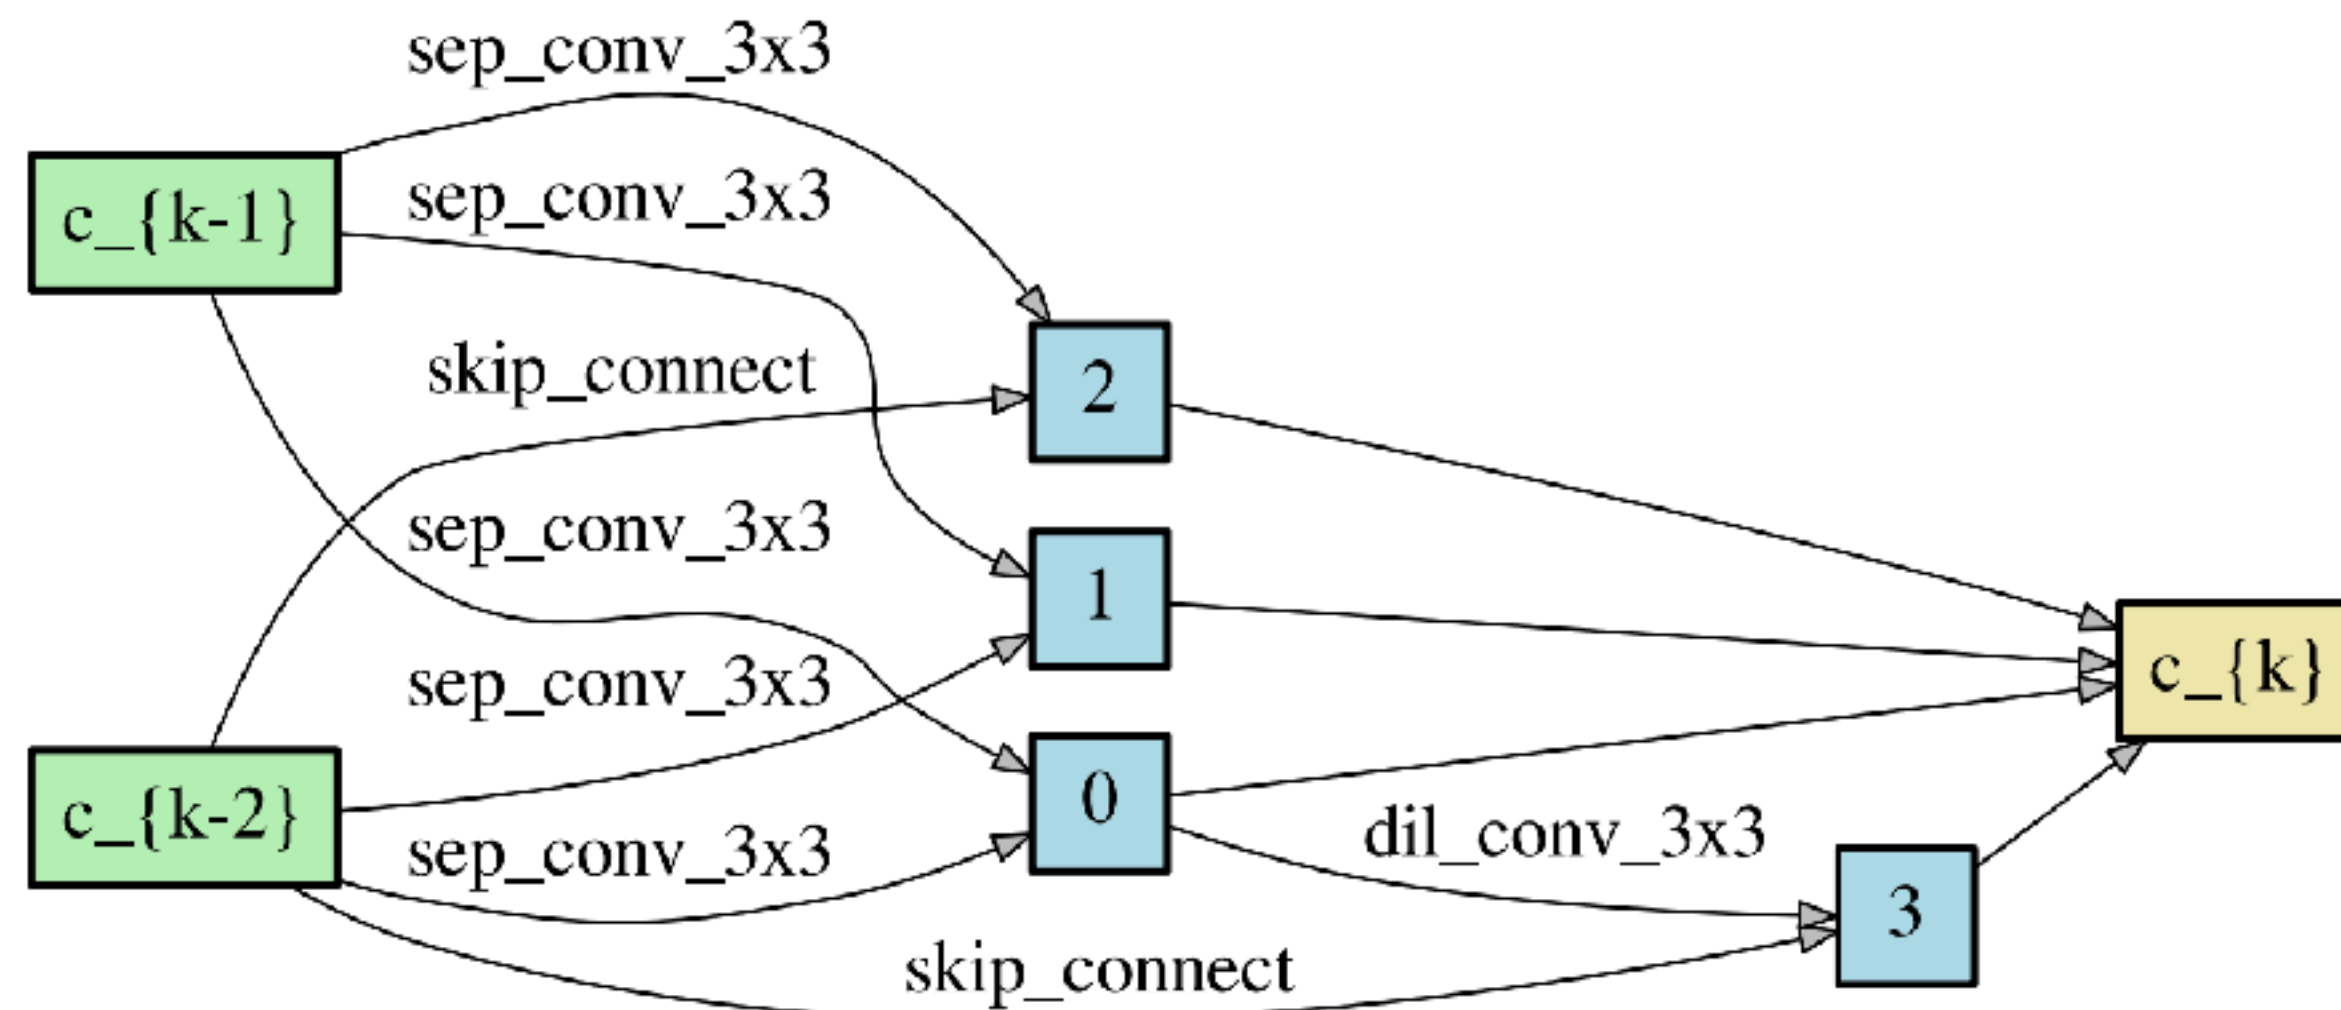 sep_conv_3x3
c_{k-1}
sep_conv_3x3
skip_connect
2
sep_conv_3x3
1
sep_conv_3x3
c_{k}
c_{k-2}
0
sep_conv_3x3
dil_conv_3x3
3
skip_connect